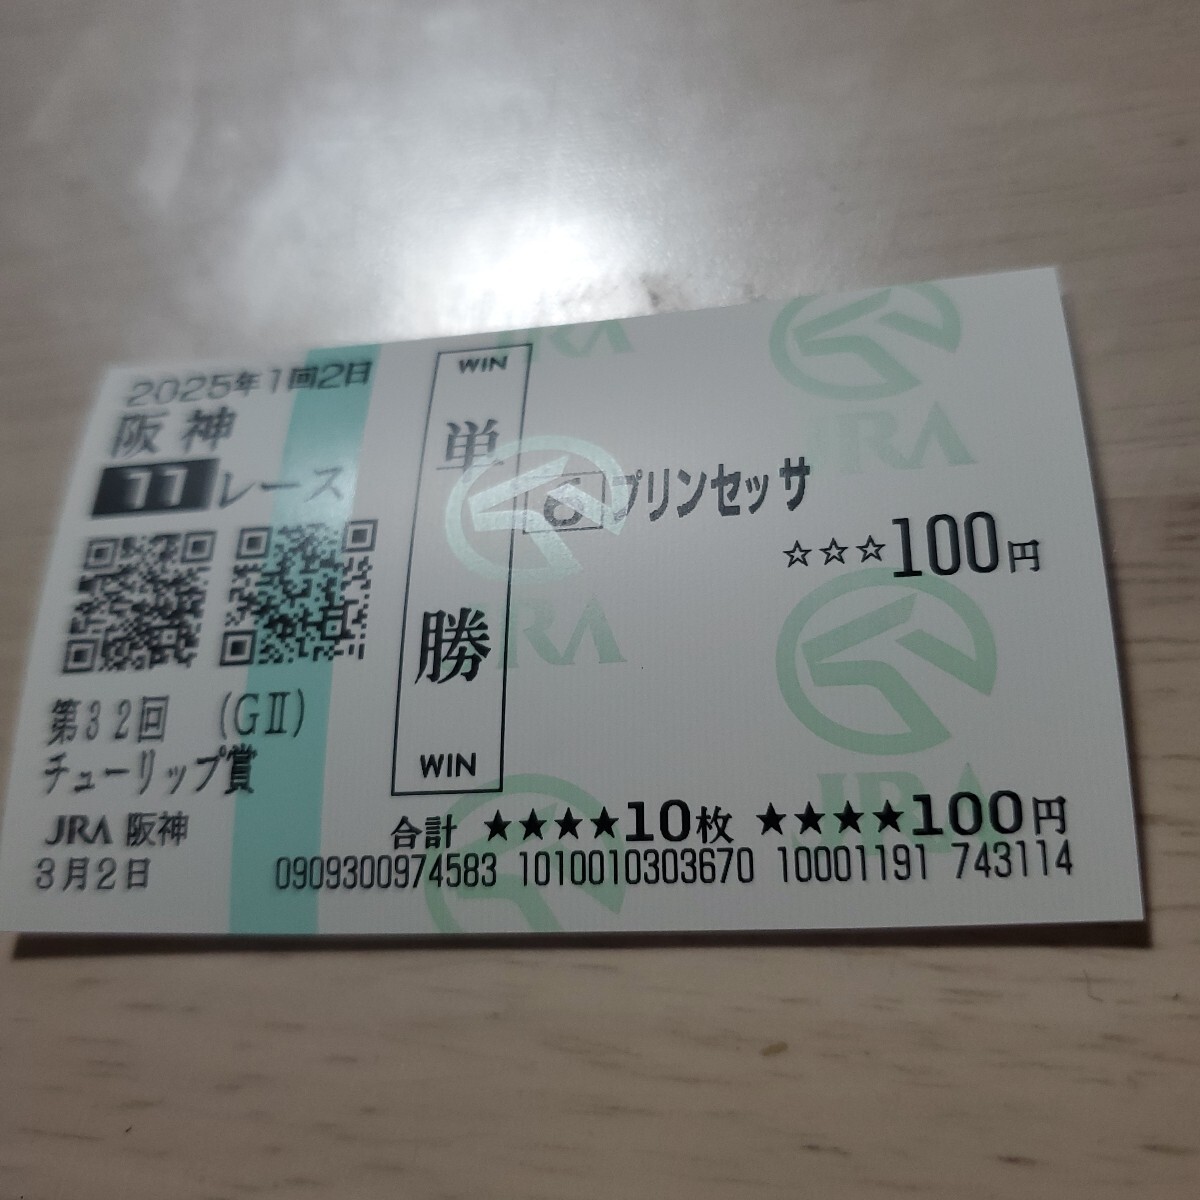 2025年1回2日
阪神
11レース
第32回 (GⅡ)
チューリップ賞
JRA 阪神
3月2日
WIN
単勝
WIN
6 プリンセッサ
☆☆☆100円
合計 ★★★★10枚 ★★★★100円
0909300974583 1010010303670 10001191 743114
JRA
JRA
JRA
JRA